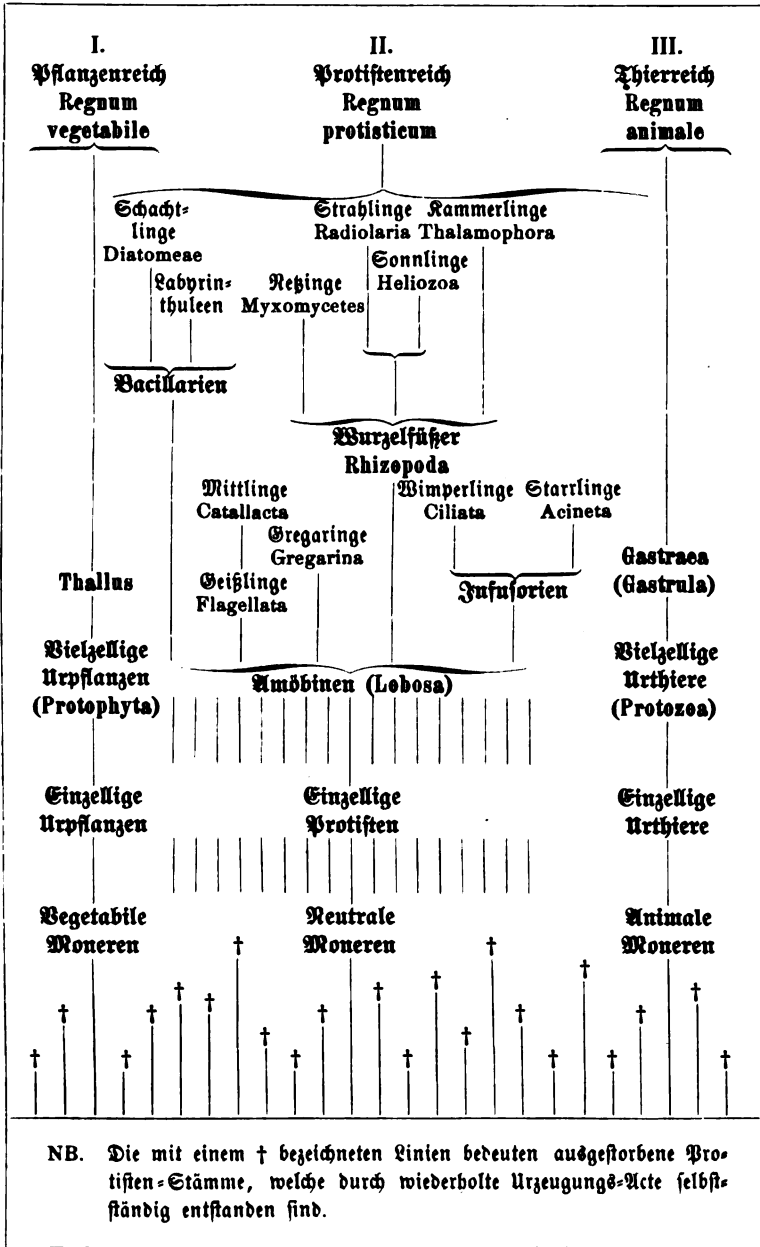 I.
Pflanzenreich
Regnum
vegetabile
II.
Protistenreich
Regnum
protisticum
III.
Thierreich
Regnum
animale
Schacht-
linge
Diatomeae
Labyrin-
thuleen
Bacillarien
Strahlinge
Radiolaria
Kammerlinge
Thalamophora
Sonnlinge
Heliozoa
Netzinge
Myxomycetes
Wurzelfüßer
Rhizopoda
Mittlinge
Catallacta
Gregaringe
Gregarina
Geißlinge
Flagellata
Wimperlinge
Ciliata
Starrlinge
Acineta
Infusorien
Thallus
Gastraea
(Gastrula)
Vielzellige
Urpflanzen
(Protophyta)
Amöbinen (Lobosa)
Vielzellige
Urthiere
(Protozoa)
Einzellige
Urpflanzen
Einzellige
Protisten
Einzellige
Urthiere
Vegetabile
Moneren
Neutrale
Moneren
Animale
Moneren
† † † † † † † † † † † † † † † † † † † † † †
NB. Die mit einem † bezeichneten Linien bedeuten ausgestorbene Pro-
tisten-Stämme, welche durch wiederholte Urzeugungs-Acte selbst-
ständig entstanden sind.